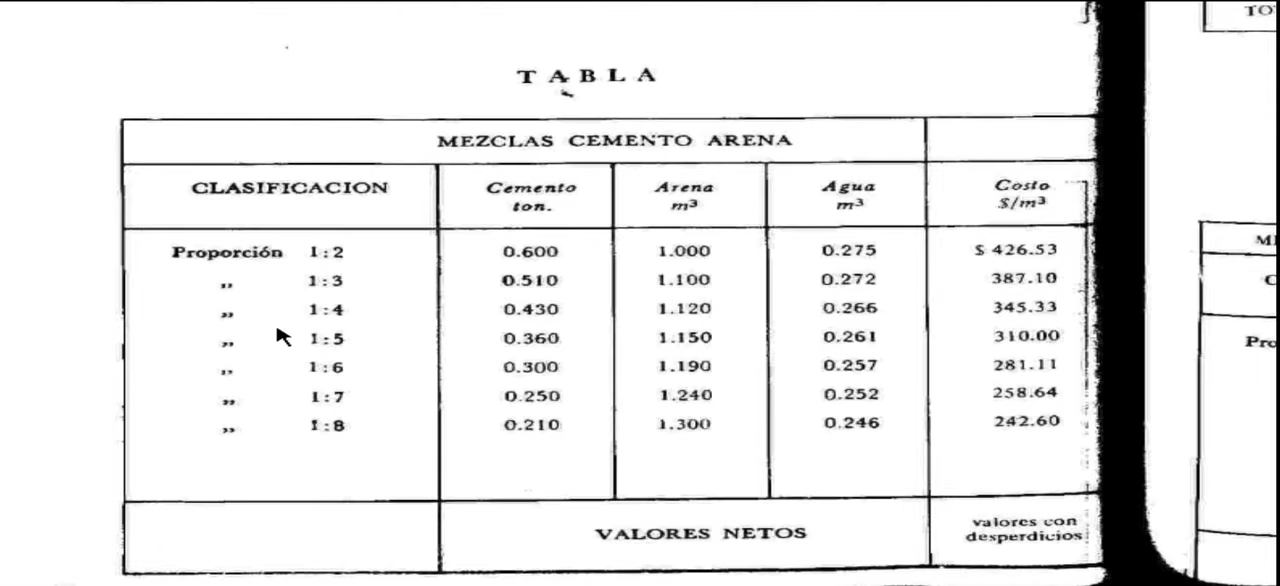 TABLA
MEZCLAS CEMENTO ARENA
CLASIFICACION Cemento ton. Arena m³ Agua m³ Costo $/m³
Proporción 1:2 0.600 1.000 0.275 $ 426.53
,, 1:3 0.510 1.100 0.272 387.10
,, 1:4 0.430 1.120 0.266 345.33
,, 1:5 0.360 1.150 0.261 310.00
,, 1:6 0.300 1.190 0.257 281.11
,, 1:7 0.250 1.240 0.252 258.64
,, 1:8 0.210 1.300 0.246 242.60
VALORES NETOS valores con desperdicios